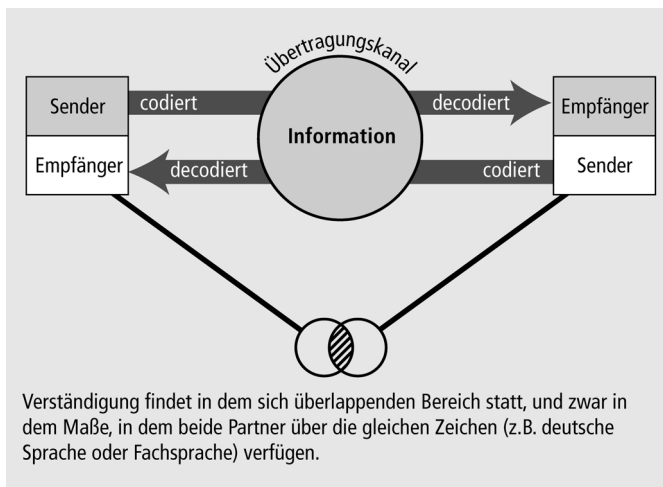 Übertragungskanal
Sender
codiert
Information
decodiert
Empfänger
Empfänger
decodiert
codiert
Sender
Verständigung findet in dem sich überlappenden Bereich statt, und zwar in
dem Maße, in dem beide Partner über die gleichen Zeichen (z.B. deutsche
Sprache oder Fachsprache) verfügen.